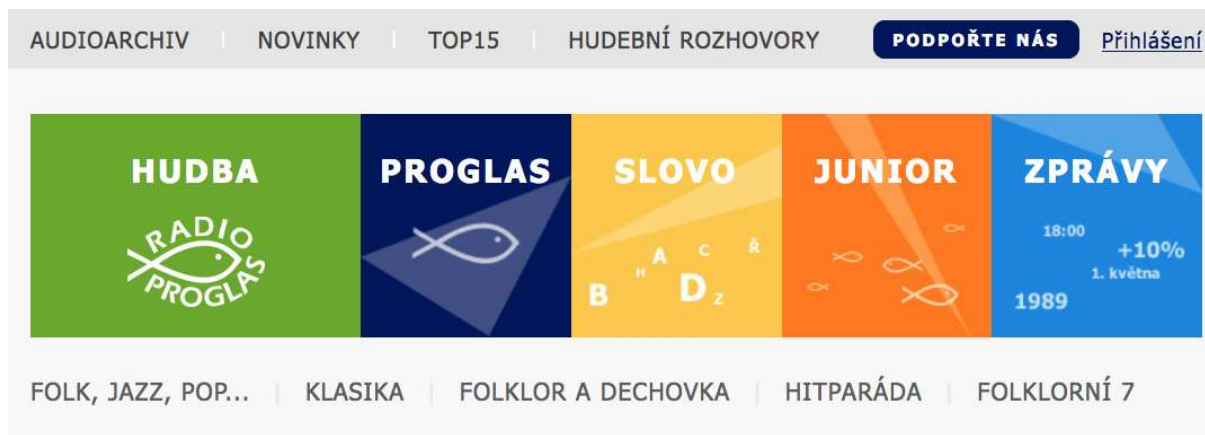 AUDIOARCHIV NOVINKY TOP15 HUDEBNÍ ROZHOVORY PODPOŘTE NÁS Přihlášení
HUDBA PROGLAS SLOVO JUNIOR ZPRÁVY
RADIO
PROGLAS
B H A C D Z Ř
18:00
+10%
1. května
1989
FOLK, JAZZ, POP... KLASIKA FOLKLOR A DECHOVKA HITPARÁDA FOLKLORNÍ 7